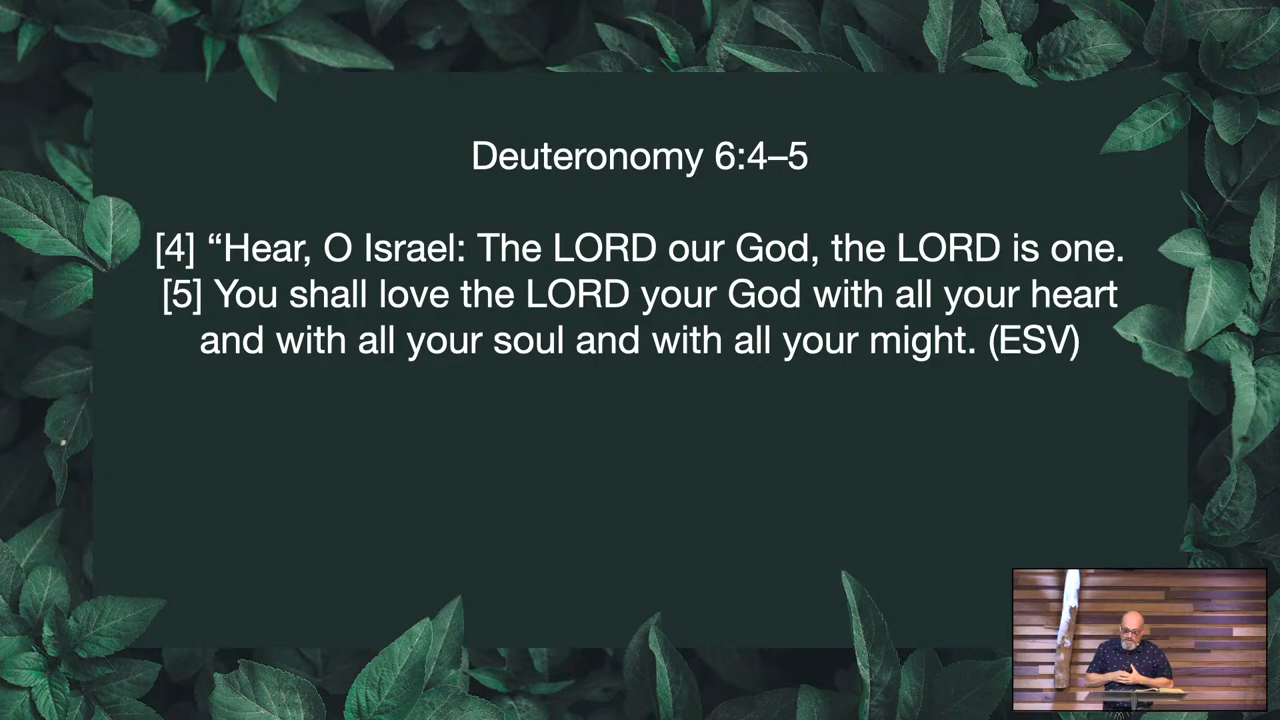 Deuteronomy 6:4–5
[4] “Hear, O Israel: The LORD our God, the LORD is one.
[5] You shall love the LORD your God with all your heart
and with all your soul and with all your might. (ESV)